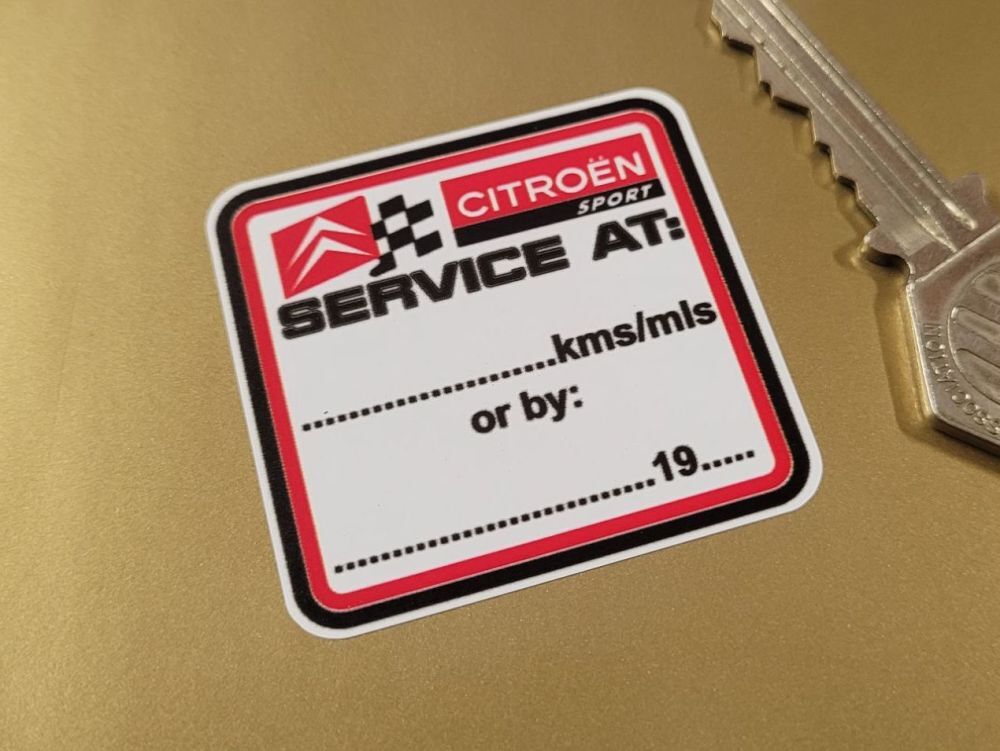 CITROËN
SPORT
SERVICE AT:
........................kms/mls
or by:
.................................19.....